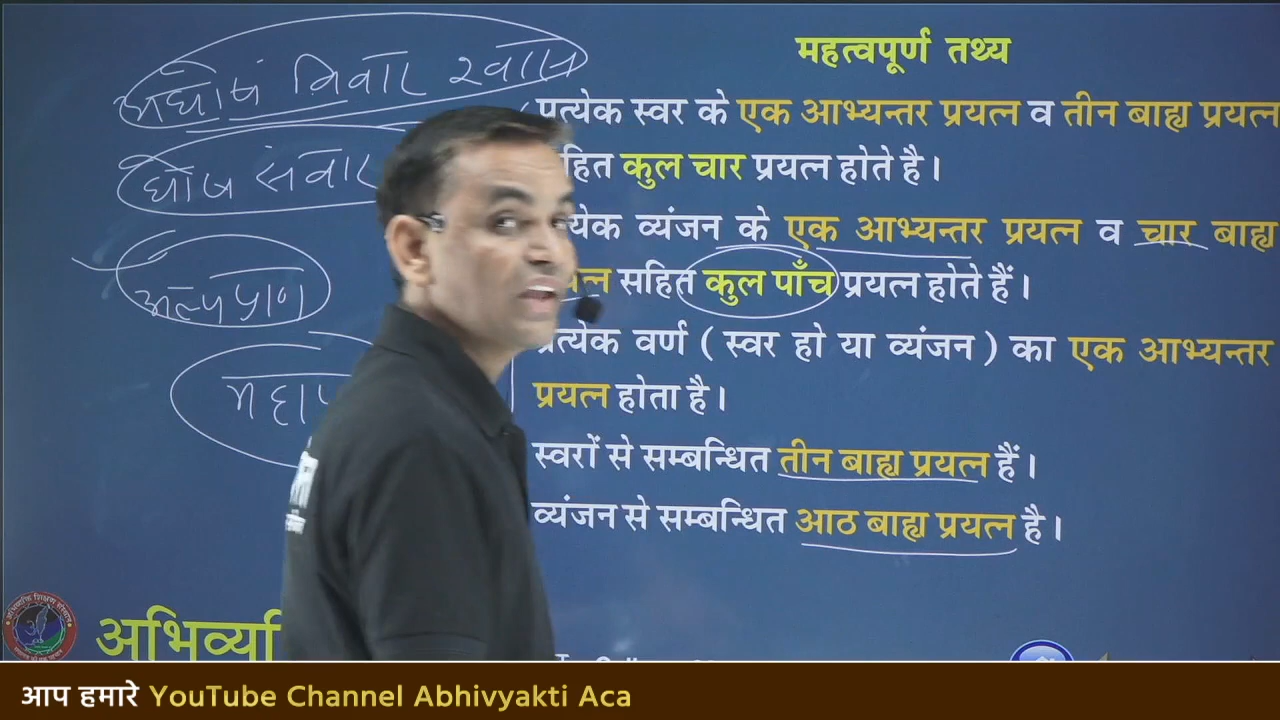 महत्वपूर्ण तथ्य
प्रत्येक स्वर के एक आभ्यन्तर प्रयत्न व तीन बाह्य प्रयत्न
हित कुल चार प्रयत्न होते है।
येक व्यंजन के एक आभ्यन्तर प्रयत्न व चार बाह्य
सहित कुल पाँच प्रयत्न होते हैं।
प्रत्येक वर्ण ( स्वर हो या व्यंजन ) का एक आभ्यन्तर
प्रयत्न होता है।
स्वरों से सम्बन्धित तीन बाह्य प्रयत्न हैं।
व्यंजन से सम्बन्धित आठ बाह्य प्रयत्न है।
अघोष विवार श्वास
घोष संवार
अल्पप्राण
महाप
अभिर्व्या
आप हमारे YouTube Channel Abhivyakti Aca